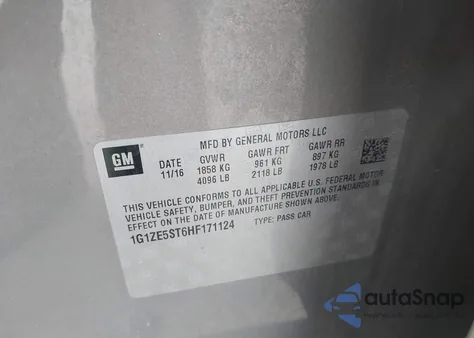 MFD BY GENERAL MOTORS LLC
GM
DATE GVWR GAWR FRT GAWR RR
11/16 1858 KG 961 KG 897 KG
4096 LB 2118 LB 1978 LB
THIS VEHICLE CONFORMS TO ALL APPLICABLE U.S. FEDERAL MOTOR
VEHICLE SAFETY, BUMPER, AND THEFT PREVENTION STANDARDS IN
EFFECT ON THE DATE OF MANUFACTURE SHOWN ABOVE.
1G1ZE5ST6HF171124 TYPE: PASS CAR
autoSnap